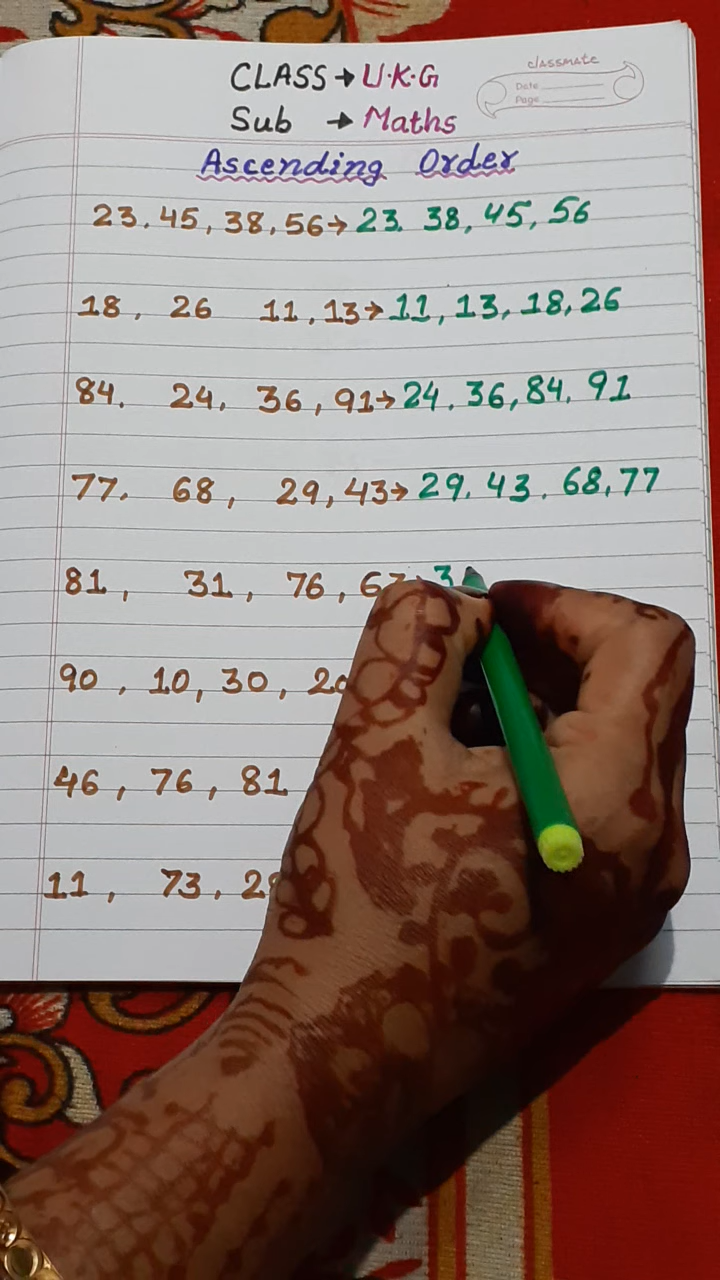 CLASS → U.K.G
classmate
Date
Page
Sub → Maths
Ascending Order
23, 45, 38, 56 → 23, 38, 45, 56
18, 26 11, 13 → 11, 13, 18, 26
84, 24, 36, 91 → 24, 36, 84, 91
77, 68, 29, 43 → 29, 43, 68, 77
81, 31, 76, 3
90, 10, 30,
46, 76, 81
11, 73,